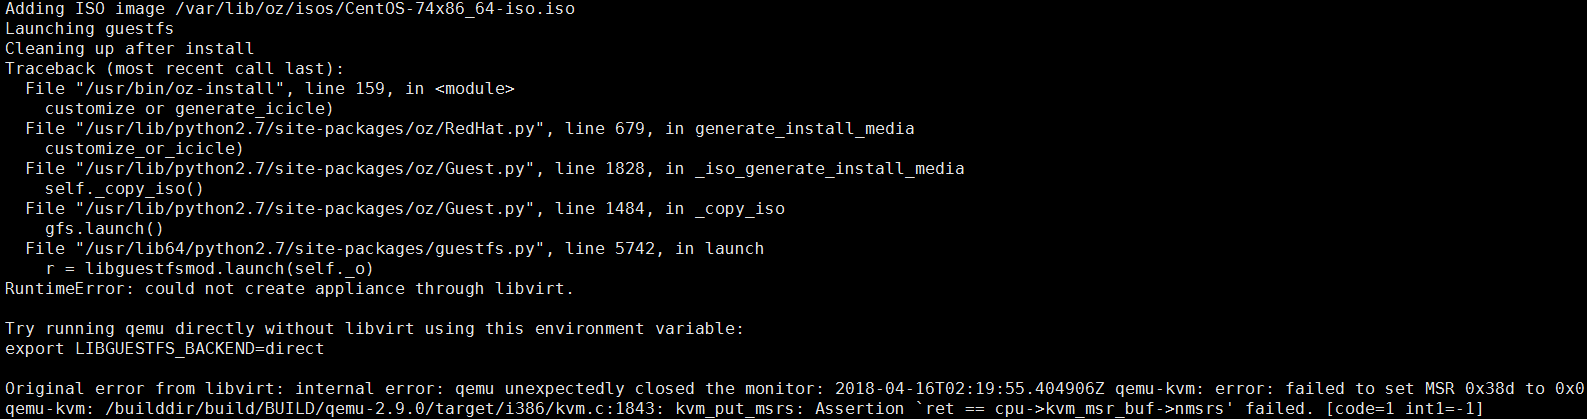 Adding ISO image /var/lib/oz/isos/CentOS-74x86_64-iso.iso
Launching guestfs
Cleaning up after install
Traceback (most recent call last):
  File "/usr/bin/oz-install", line 159, in <module>
    customize or generate_icicle)
  File "/usr/lib/python2.7/site-packages/oz/RedHat.py", line 679, in generate_install_media
    customize_or_icicle)
  File "/usr/lib/python2.7/site-packages/oz/Guest.py", line 1828, in _iso_generate_install_media
    self._copy_iso()
  File "/usr/lib/python2.7/site-packages/oz/Guest.py", line 1484, in _copy_iso
    gfs.launch()
  File "/usr/lib64/python2.7/site-packages/guestfs.py", line 5742, in launch
    r = libguestfsmod.launch(self._o)
RuntimeError: could not create appliance through libvirt.

Try running qemu directly without libvirt using this environment variable:
export LIBGUESTFS_BACKEND=direct

Original error from libvirt: internal error: qemu unexpectedly closed the monitor: 2018-04-16T02:19:55.404906Z qemu-kvm: error: failed to set MSR 0x38d to 0x0
qemu-kvm: /builddir/build/BUILD/qemu-2.9.0/target/i386/kvm.c:1843: kvm_put_msrs: Assertion `ret == cpu->kvm_msr_buf->nmsrs' failed. [code=1 int1=-1]